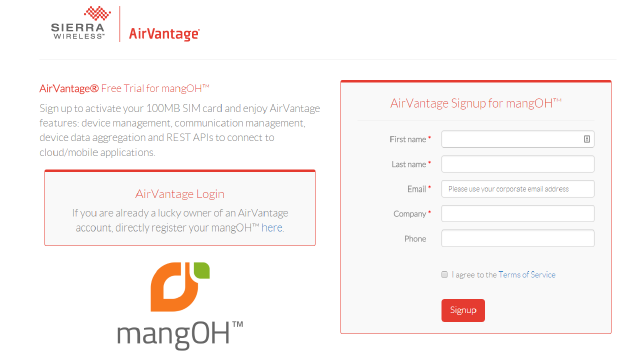 SIERRA
WIRELESS™
AirVantage™
AirVantage® Free Trial for mangOH™
Sign up to activate your 100MB SIM card and enjoy AirVantage
features: device management, communication management,
device data aggregation and REST APIs to connect to
cloud/mobile applications.
AirVantage Login
If you are already a lucky owner of an AirVantage
account, directly register your mangOH™ here.
mangOH™
AirVantage Signup for mangOH™
First name *
Last name *
Email * Please use your corporate email address
Company *
Phone
I agree to the Terms of Service
Signup